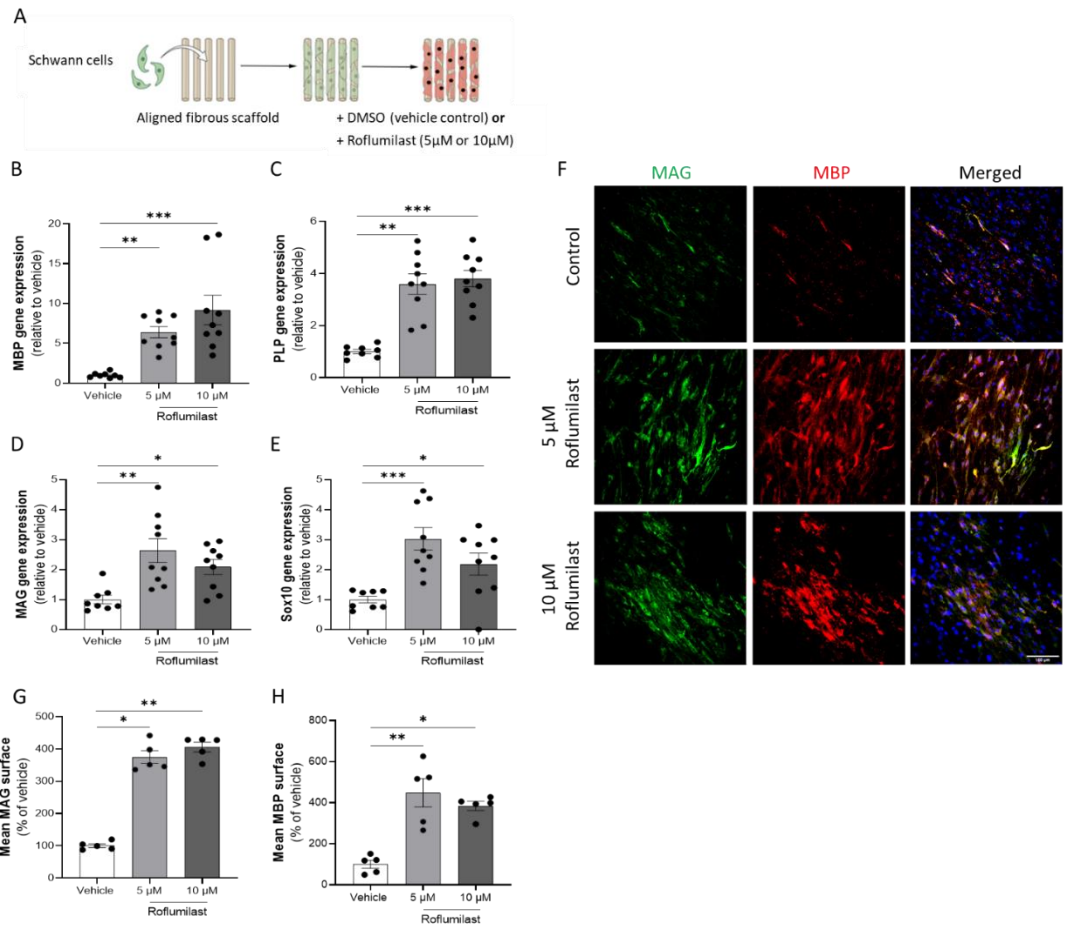 A
Schwann cells
Aligned fibrous scaffold
+ DMSO (vehicle control) or
+ Roflumilast (5µM or 10µM)
B
MBP gene expression
(relative to vehicle)
20
15
10
5
0
***
**
Vehicle
5 µM
10 µM
Roflumilast
C
PLP gene expression
(relative to vehicle)
6
4
2
0
***
**
Vehicle
5 µM
10 µM
Roflumilast
D
MAG gene expression
(relative to vehicle)
5
4
3
2
1
0
*
**
Vehicle
5 µM
10 µM
Roflumilast
E
Sox10 gene expression
(relative to vehicle)
5
4
3
2
1
0
*
***
Vehicle
5 µM
10 µM
Roflumilast
F
MAG
MBP
Merged
Control
5 µM
Roflumilast
10 µM
Roflumilast
G
Mean MAG surface
(% of vehicle)
500
400
300
200
100
0
**
*
Vehicle
5 µM
10 µM
Roflumilast
H
Mean MBP surface
(% of vehicle)
800
600
400
200
0
*
**
Vehicle
5 µM
10 µM
Roflumilast